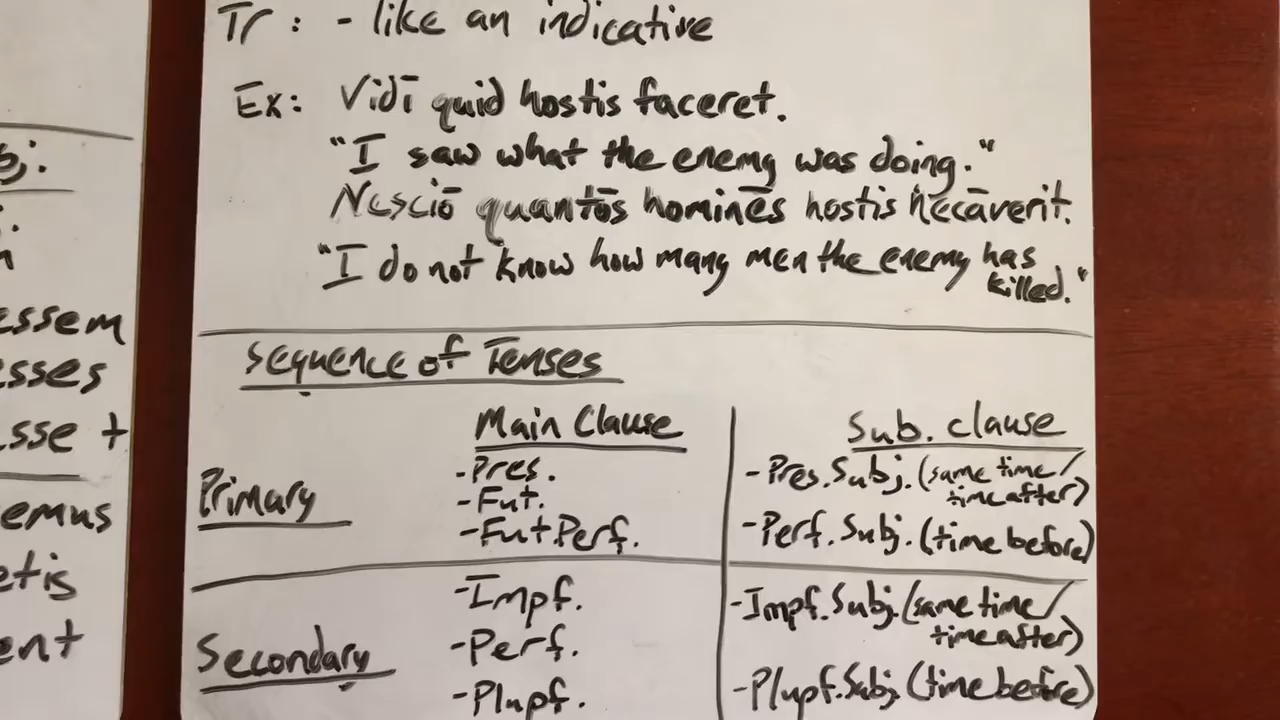 Tr: - like an indicative
Ex: Vidī quid hostis faceret.
"I saw what the enemy was doing."
Nesciō quantōs hominēs hostis necāverit.
"I do not know how many men the enemy has
killed."
Sequence of Tenses
Main Clause
Sub. clause
Primary
-Pres.
-Fut.
-Fut Perf.
-Pres. Subj. (same time/
time after)
-Perf. Subj. (time before)
Secondary
-Impf.
-Perf.
-Plupf.
-Impf. Subj. (same time/
time after)
-Plupf. Subj. (time before)
essem
esses
esse t
emus
etis
ent